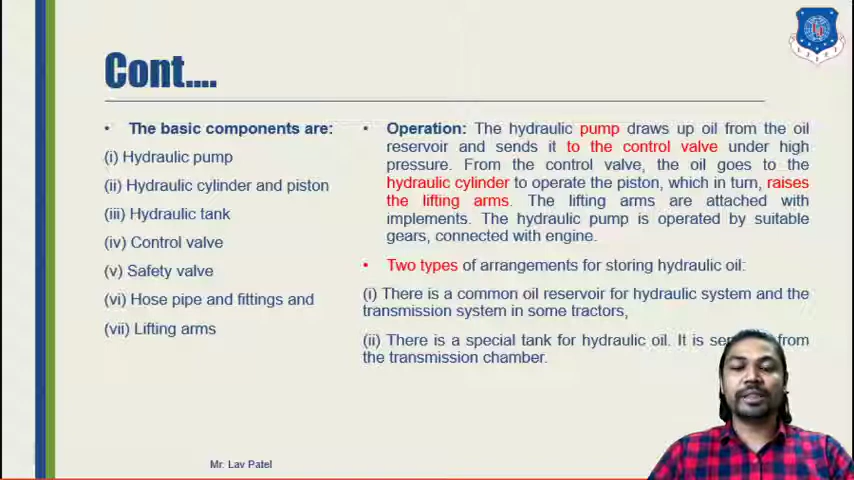 Cont....
• The basic components are:
(i) Hydraulic pump
(ii) Hydraulic cylinder and piston
(iii) Hydraulic tank
(iv) Control valve
(v) Safety valve
(vi) Hose pipe and fittings and
(vii) Lifting arms
• Operation: The hydraulic pump draws up oil from the oil
reservoir and sends it to the control valve under high
pressure. From the control valve, the oil goes to the
hydraulic cylinder to operate the piston, which in turn, raises
the lifting arms. The lifting arms are attached with
implements. The hydraulic pump is operated by suitable
gears, connected with engine.
• Two types of arrangements for storing hydraulic oil:
(i) There is a common oil reservoir for hydraulic system and the
transmission system in some tractors,
(ii) There is a special tank for hydraulic oil. It is from
the transmission chamber.
Mr. Lav Patel